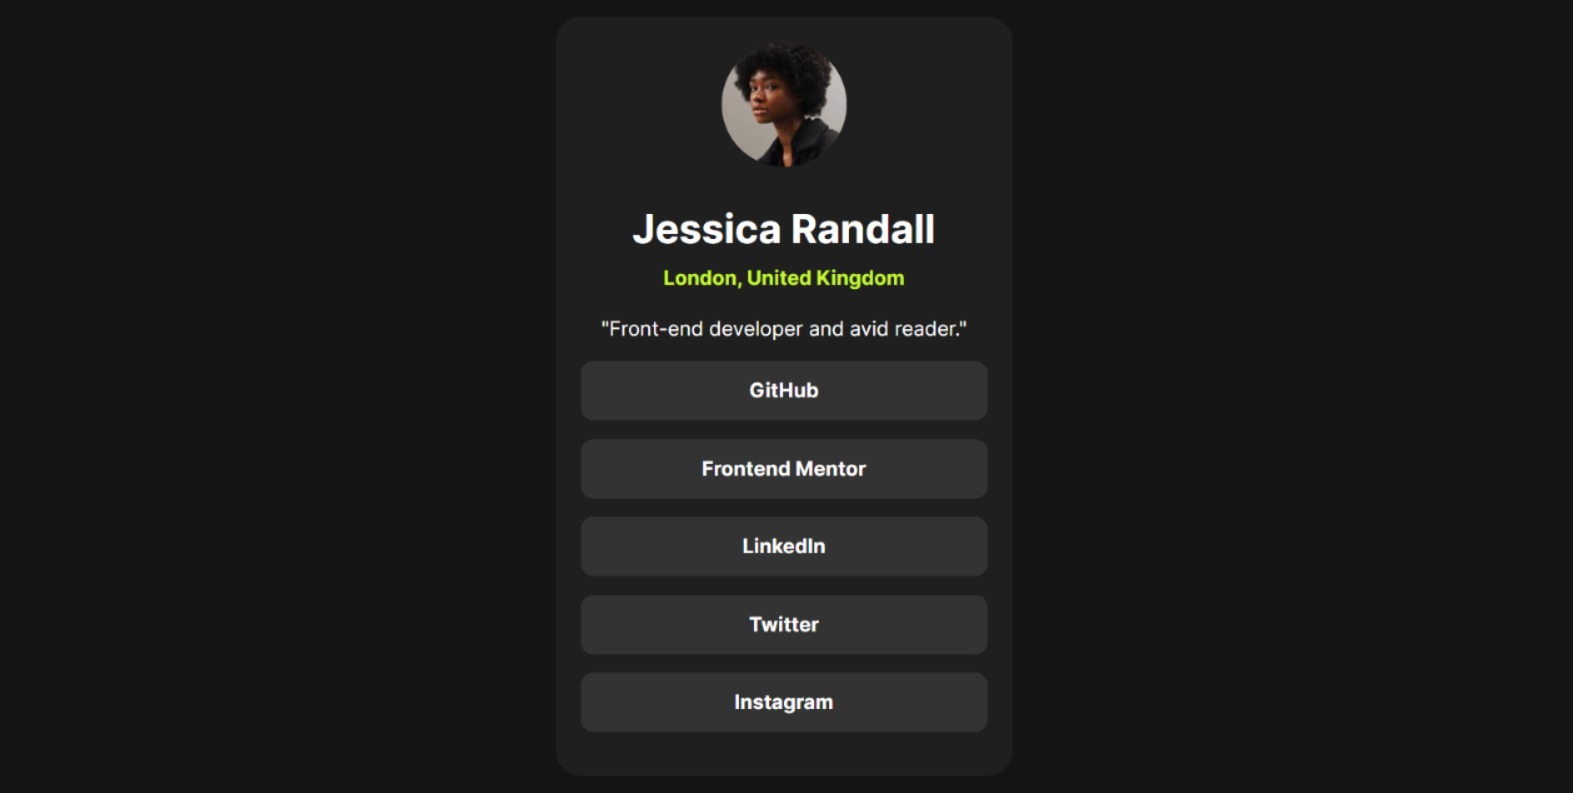 Jessica Randall
London, United Kingdom
"Front-end developer and avid reader."
GitHub
Frontend Mentor
LinkedIn
Twitter
Instagram